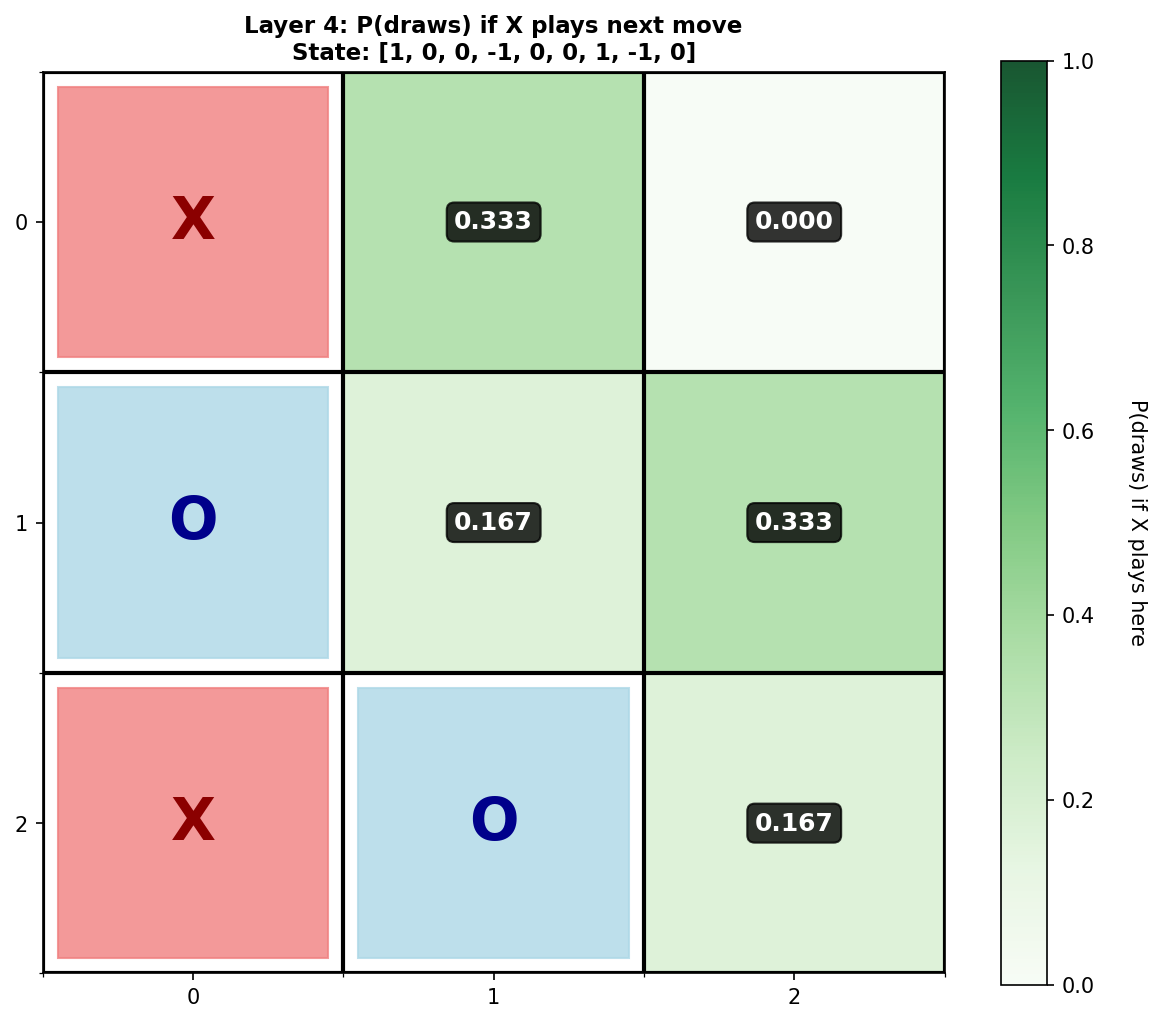 Layer 4: P(draws) if X plays next move
State: [1, 0, 0, -1, 0, 0, 1, -1, 0]
X
0.333
0.000
O
0.167
0.333
X
O
0.167
0
1
2
0
1
2
1.0
0.8
0.6
0.4
0.2
0.0
P(draws) if X plays here